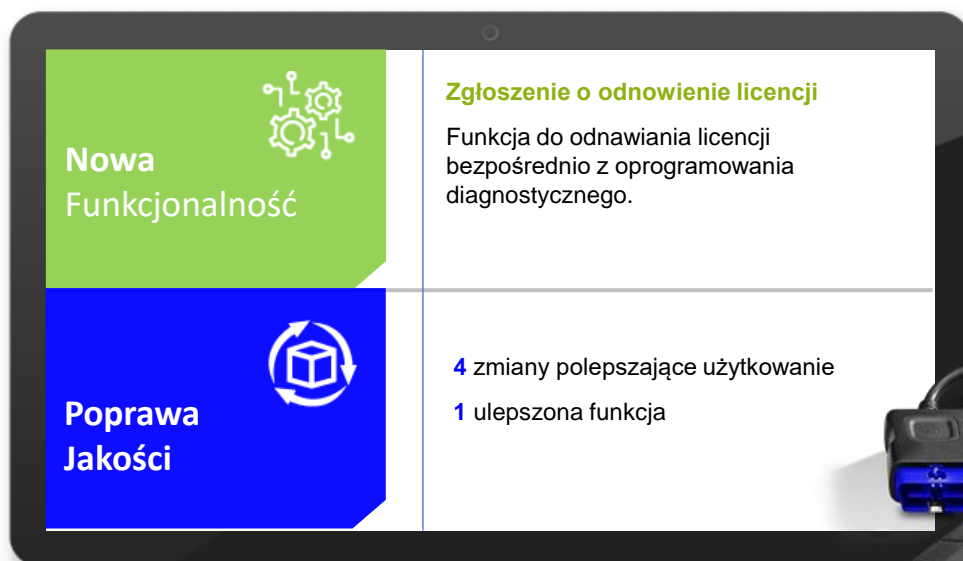 Nowa
Funkcjonalność
Zgłoszenie o odnowienie licencji
Funkcja do odnawiania licencji
bezpośrednio z oprogramowania
diagnostycznego.
Poprawa
Jakości
4 zmiany polepszające użytkowanie
1 ulepszona funkcja